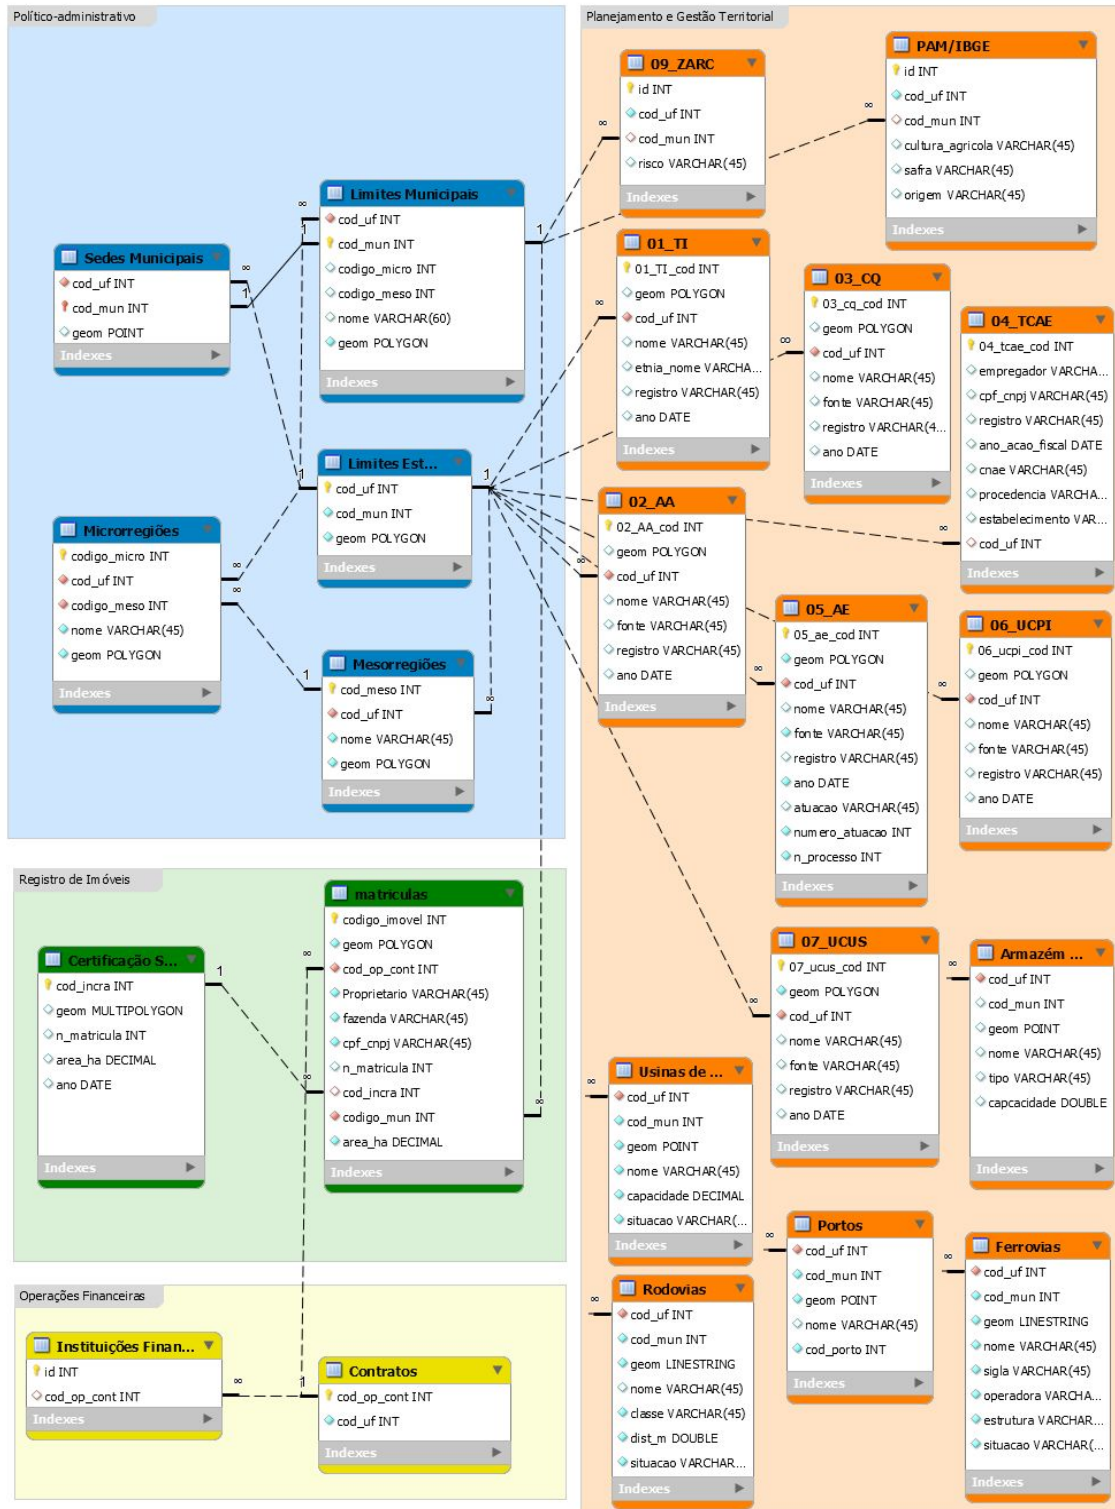 Político-administrativo
Sedes Municipais
cod_uf INT
cod_mun INT
geom POINT
Indexes
Limites Municipais
cod_uf INT
cod_mun INT
codigo_micro INT
codigo_meso INT
nome VARCHAR(60)
geom POLYGON
Indexes
Limites Est...
cod_uf INT
cod_mun INT
geom POLYGON
Indexes
Microrregiões
codigo_micro INT
cod_uf INT
codigo_meso INT
nome VARCHAR(45)
geom POLYGON
Indexes
Mesorregiões
cod_meso INT
cod_uf INT
nome VARCHAR(45)
geom POLYGON
Indexes
Registro de Imóveis
Certificação S...
cod_incra INT
geom MULTIPOLYGON
n_matricula INT
area_ha DECIMAL
ano DATE
Indexes
matriculas
codigo_imovel INT
geom POLYGON
cod_op_cont INT
Proprietario VARCHAR(45)
fazenda VARCHAR(45)
cpf_cnpj VARCHAR(45)
n_matricula INT
cod_incra INT
codigo_mun INT
area_ha DECIMAL
Indexes
Operações Financeiras
Instituições Finan...
id INT
cod_op_cont INT
Indexes
Contratos
cod_op_cont INT
cod_uf INT
Indexes
Planejamento e Gestão Territorial
09_ZARC
id INT
cod_uf INT
cod_mun INT
risco VARCHAR(45)
Indexes
PAM/IBGE
id INT
cod_uf INT
cod_mun INT
cultura_agricola VARCHAR(45)
safra VARCHAR(45)
origem VARCHAR(45)
Indexes
01_TI
01_TI_cod INT
geom POLYGON
cod_uf INT
nome VARCHAR(45)
etnia_nome VARCHA...
registro VARCHAR(45)
ano DATE
Indexes
03_CQ
03_cq_cod INT
geom POLYGON
cod_uf INT
nome VARCHAR(45)
fonte VARCHAR(45)
registro VARCHAR(4...
ano DATE
Indexes
04_TCAE
04_tcae_cod INT
empregador VARCHA...
cpf_cnpj VARCHAR(45)
registro VARCHAR(45)
ano_acao_fiscal DATE
cnae VARCHAR(45)
procedencia VARCHA...
estabelecimento VAR...
cod_uf INT
Indexes
02_AA
02_AA_cod INT
geom POLYGON
cod_uf INT
nome VARCHAR(45)
fonte VARCHAR(45)
registro VARCHAR(45)
ano DATE
Indexes
05_AE
05_ae_cod INT
geom POLYGON
cod_uf INT
nome VARCHAR(45)
fonte VARCHAR(45)
registro VARCHAR(45)
ano DATE
atuacao VARCHAR(45)
numero_atuacao INT
n_processo INT
Indexes
06_UCPI
06_ucpi_cod INT
geom POLYGON
cod_uf INT
nome VARCHAR(45)
fonte VARCHAR(45)
registro VARCHAR(45)
ano DATE
Indexes
07_UCUS
07_ucus_cod INT
geom POLYGON
cod_uf INT
nome VARCHAR(45)
fonte VARCHAR(45)
registro VARCHAR(45)
ano DATE
Indexes
Armazém ...
cod_uf INT
cod_mun INT
geom POINT
nome VARCHAR(45)
tipo VARCHAR(45)
capcacidade DOUBLE
Indexes
Usinas de ...
cod_uf INT
cod_mun INT
geom POINT
nome VARCHAR(45)
capacidade DECIMAL
situacao VARCHAR(...
Indexes
Portos
cod_uf INT
cod_mun INT
geom POINT
nome VARCHAR(45)
cod_porto INT
Indexes
Ferrovias
cod_uf INT
cod_mun INT
geom LINESTRING
nome VARCHAR(45)
sigla VARCHAR(45)
operadora VARCHA...
estrutura VARCHAR...
situacao VARCHAR(...
Indexes
Rodovias
cod_uf INT
cod_mun INT
geom LINESTRING
nome VARCHAR(45)
classe VARCHAR(45)
dist_m DOUBLE
situacao VARCHAR...
Indexes